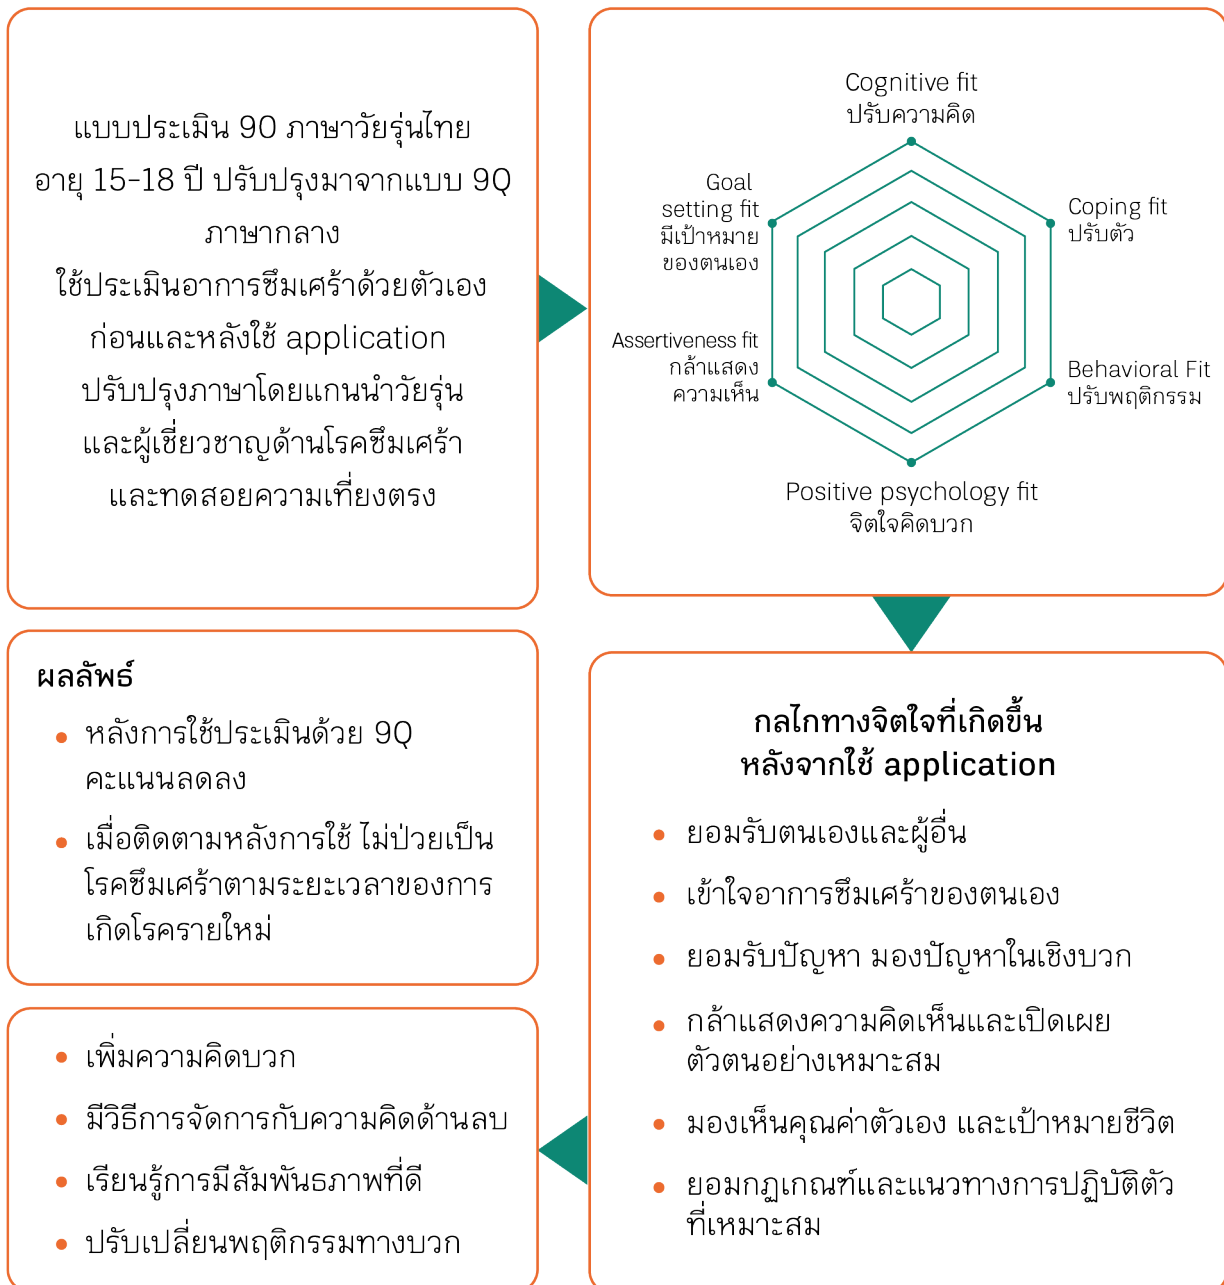 แบบประเมิน 90 ภาษาวัยรุ่นไทย
อายุ 15-18 ปี ปรับปรุงมาจากแบบ 9Q
ภาษากลาง
ใช้ประเมินอาการซึมเศร้าด้วยตัวเอง
ก่อนและหลังใช้ application
ปรับปรุงภาษาโดยแกนนำวัยรุ่น
และผู้เชี่ยวชาญด้านโรคซึมเศร้า
และทดสอยความเที่ยงตรง
Cognitive fit
ปรับความคิด
Goal
setting fit
มีเป้าหมาย
ของตนเอง
Coping fit
ปรับตัว
Assertiveness fit
กล้าแสดง
ความเห็น
Behavioral Fit
ปรับพฤติกรรม
Positive psychology fit
จิตใจคิดบวก
กลไกทางจิตใจที่เกิดขึ้น
หลังจากใช้ application
• ยอมรับตนเองและผู้อื่น
• เข้าใจอาการซึมเศร้าของตนเอง
• ยอมรับปัญหา มองปัญหาในเชิงบวก
• กล้าแสดงความคิดเห็นและเปิดเผย
ตัวตนอย่างเหมาะสม
• มองเห็นคุณค่าตัวเอง และเป้าหมายชีวิต
• ยอมกฎเกณฑ์และแนวทางการปฏิบัติตัว
ที่เหมาะสม
ผลลัพธ์
• หลังการใช้ประเมินด้วย 9Q
คะแนนลดลง
• เมื่อติดตามหลังการใช้ ไม่ป่วยเป็น
โรคซึมเศร้าตามระยะเวลาของการ
เกิดโรครายใหม่
• เพิ่มความคิดบวก
• มีวิธีการจัดการกับความคิดด้านลบ
• เรียนรู้การมีสัมพันธภาพที่ดี
• ปรับเปลี่ยนพฤติกรรมทางบวก